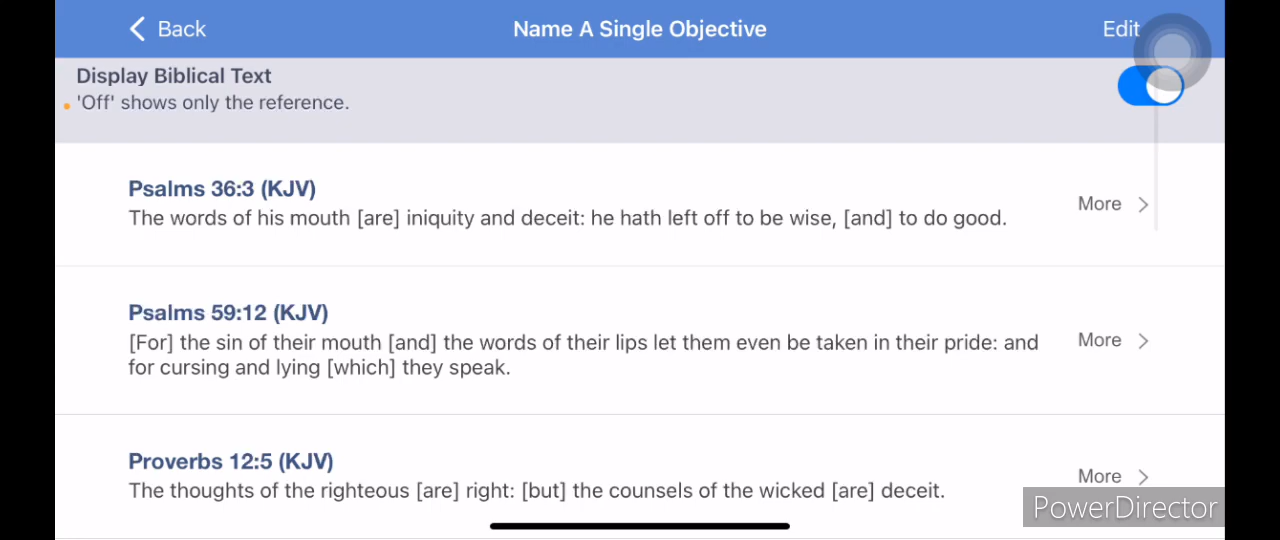 Back
Name A Single Objective
Edit
Display Biblical Text
'Off' shows only the reference.
Psalms 36:3 (KJV)
The words of his mouth [are] iniquity and deceit: he hath left off to be wise, [and] to do good.
More
Psalms 59:12 (KJV)
[For] the sin of their mouth [and] the words of their lips let them even be taken in their pride: and
for cursing and lying [which] they speak.
More
Proverbs 12:5 (KJV)
The thoughts of the righteous [are] right: [but] the counsels of the wicked [are] deceit.
More
PowerDirector